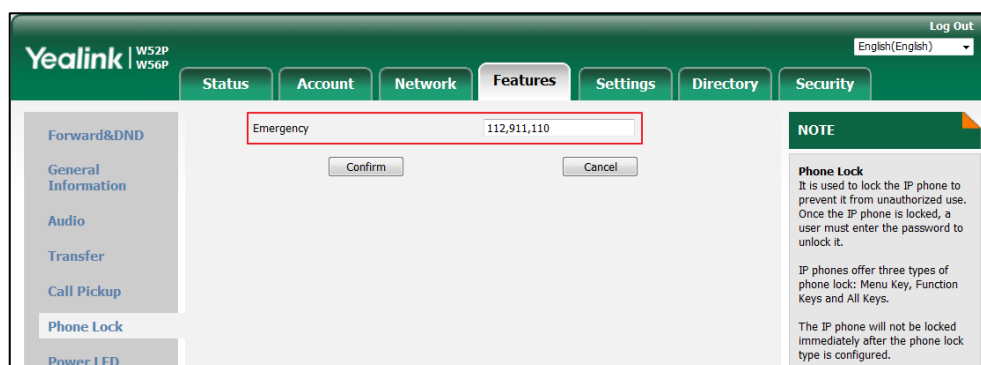 Log Out
Yealink | W52P
W56P
English(English)
Status
Account
Network
Features
Settings
Directory
Security
Forward&DND
General
Information
Audio
Transfer
Call Pickup
Phone Lock
Power LED
Emergency
112,911,110
Confirm
Cancel
NOTE
Phone Lock
It is used to lock the IP phone to
prevent it from unauthorized use.
Once the IP phone is locked, a
user must enter the password to
unlock it.
IP phones offer three types of
phone lock: Menu Key, Function
Keys and All Keys.
The IP phone will not be locked
immediately after the phone lock
type is configured.